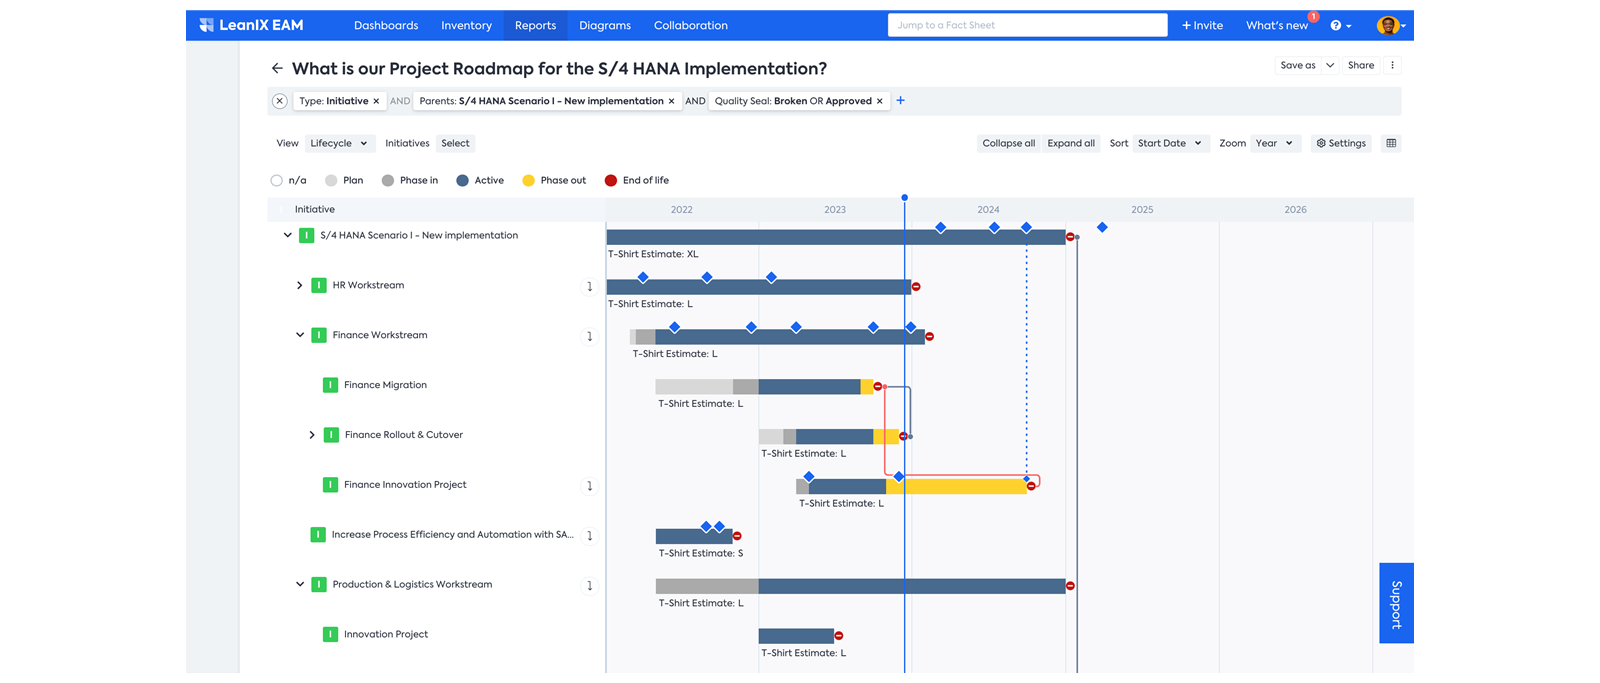 LeanIX EAM Dashboards Inventory Reports Diagrams Collaboration Jump to a Fact Sheet + Invite What's new 1 ?
What is our Project Roadmap for the S/4 HANA Implementation? Save as Share
Type: Initiative × AND Parents: S/4 HANA Scenario I - New implementation × AND Quality Seal: Broken OR Approved × +
View Lifecycle Initiatives Select Collapse all Expand all Sort Start Date Zoom Year Settings
n/a Plan Phase in Active Phase out End of life
Initiative 2022 2023 2024 2025 2026
I S/4 HANA Scenario I - New implementation
T-Shirt Estimate: XL
I HR Workstream
T-Shirt Estimate: L
I Finance Workstream
T-Shirt Estimate: L
I Finance Migration
T-Shirt Estimate: L
I Finance Rollout & Cutover
T-Shirt Estimate: L
I Finance Innovation Project
T-Shirt Estimate: L
I Increase Process Efficiency and Automation with SA...
T-Shirt Estimate: S
I Production & Logistics Workstream
T-Shirt Estimate: L
I Innovation Project
T-Shirt Estimate: L
Support